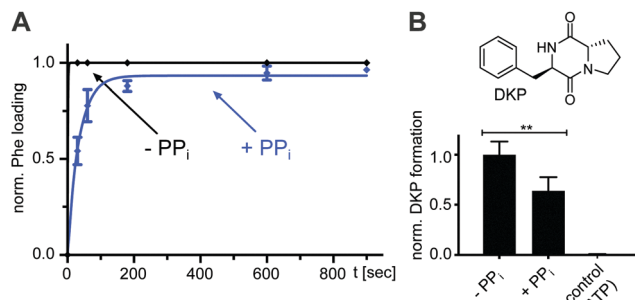 A
norm. Phe loading
1.0
0.5
0.0
0
200
400
600
800
t [sec]
- PPi
+ PPi
B
O
HN
H
N
O
DKP
norm. DKP formation
**
1.0
0.5
0.0
- PPi
+ PPi
control